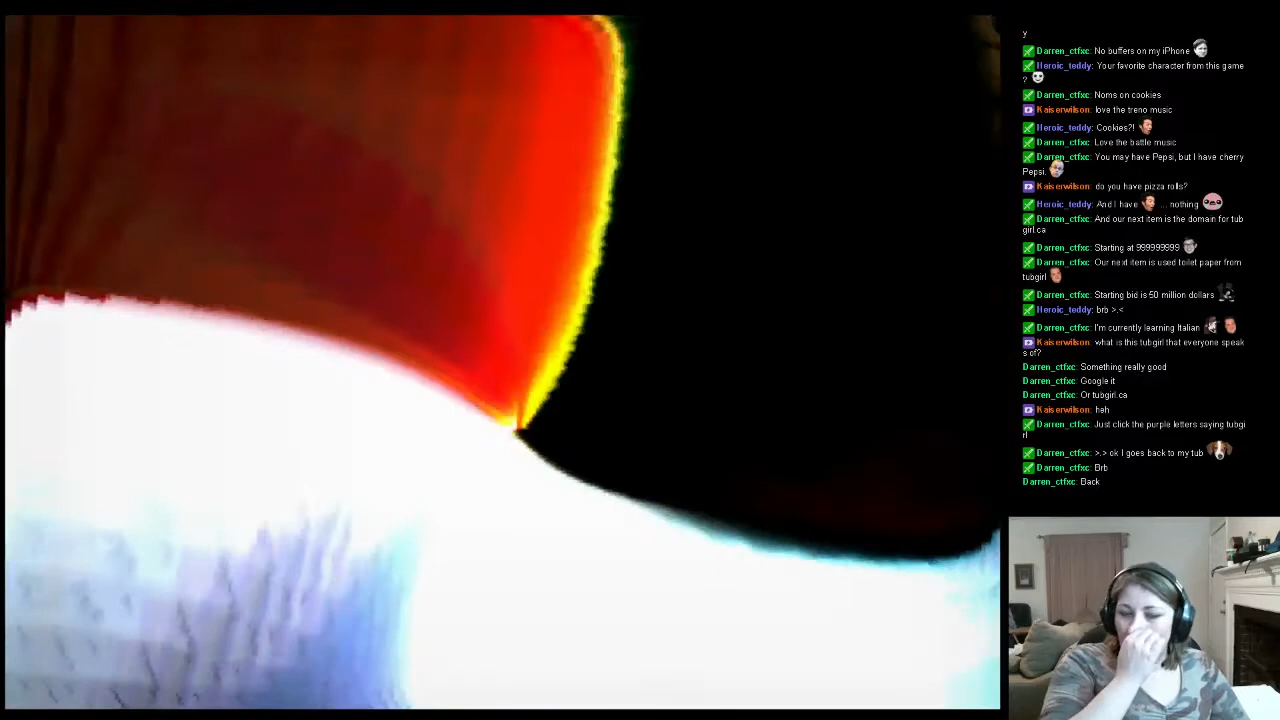 y
Darren_ctfxc: No buffers on my iPhone
Heroic_teddy: Your favorite character from this game
?
Darren_ctfxc: Noms on cookies
Kaiserwilson: love the treno music
Heroic_teddy: Cookies?!
Darren_ctfxc: Love the battle music
Darren_ctfxc: You may have Pepsi, but I have cherry
Pepsi.
Kaiserwilson: do you have pizza rolls?
Heroic_teddy: And I have ... nothing
Darren_ctfxc: And our next item is the domain for tub
girl.ca
Darren_ctfxc: Starting at 999999999
Darren_ctfxc: Our next item is used toilet paper from
tubgirl
Darren_ctfxc: Starting bid is 50 million dollars
Heroic_teddy: brb >.<
Darren_ctfxc: I'm currently learning Italian
Kaiserwilson: what is this tubgirl that everyone speak
s of?
Darren_ctfxc: Something really good
Darren_ctfxc: Google it
Darren_ctfxc: Or tubgirl.ca
Kaiserwilson: heh
Darren_ctfxc: Just click the purple letters saying tubgi
rl
Darren_ctfxc: >.> ok I goes back to my tub
Darren_ctfxc: Brb
Darren_ctfxc: Back